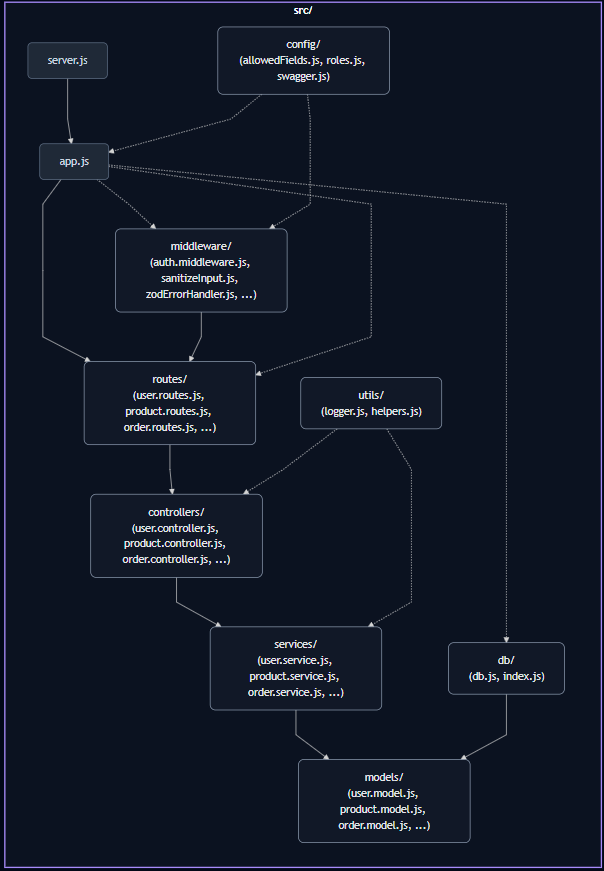 src/
server.js
config/
(allowedFields.js, roles.js,
swagger.js)
app.js
middleware/
(auth.middleware.js,
sanitizeInput.js,
zodErrorHandler.js, ...)
routes/
(user.routes.js,
product.routes.js,
order.routes.js, ...)
utils/
(logger.js, helpers.js)
controllers/
(user.controller.js,
product.controller.js,
order.controller.js, ...)
services/
(user.service.js,
product.service.js,
order.service.js, ...)
db/
(db.js, index.js)
models/
(user.model.js,
product.model.js,
order.model.js, ...)